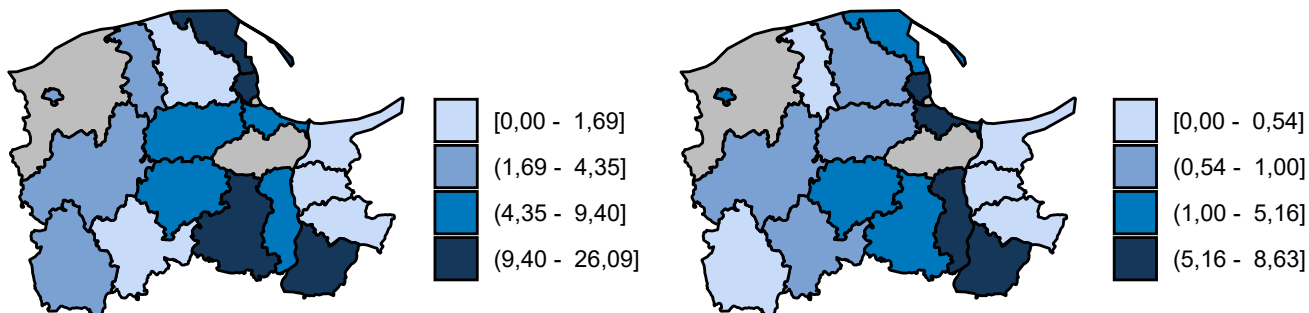 [0,00 - 1,69]
(1,69 - 4,35]
(4,35 - 9,40]
(9,40 - 26,09]
[0,00 - 0,54]
(0,54 - 1,00]
(1,00 - 5,16]
(5,16 - 8,63]